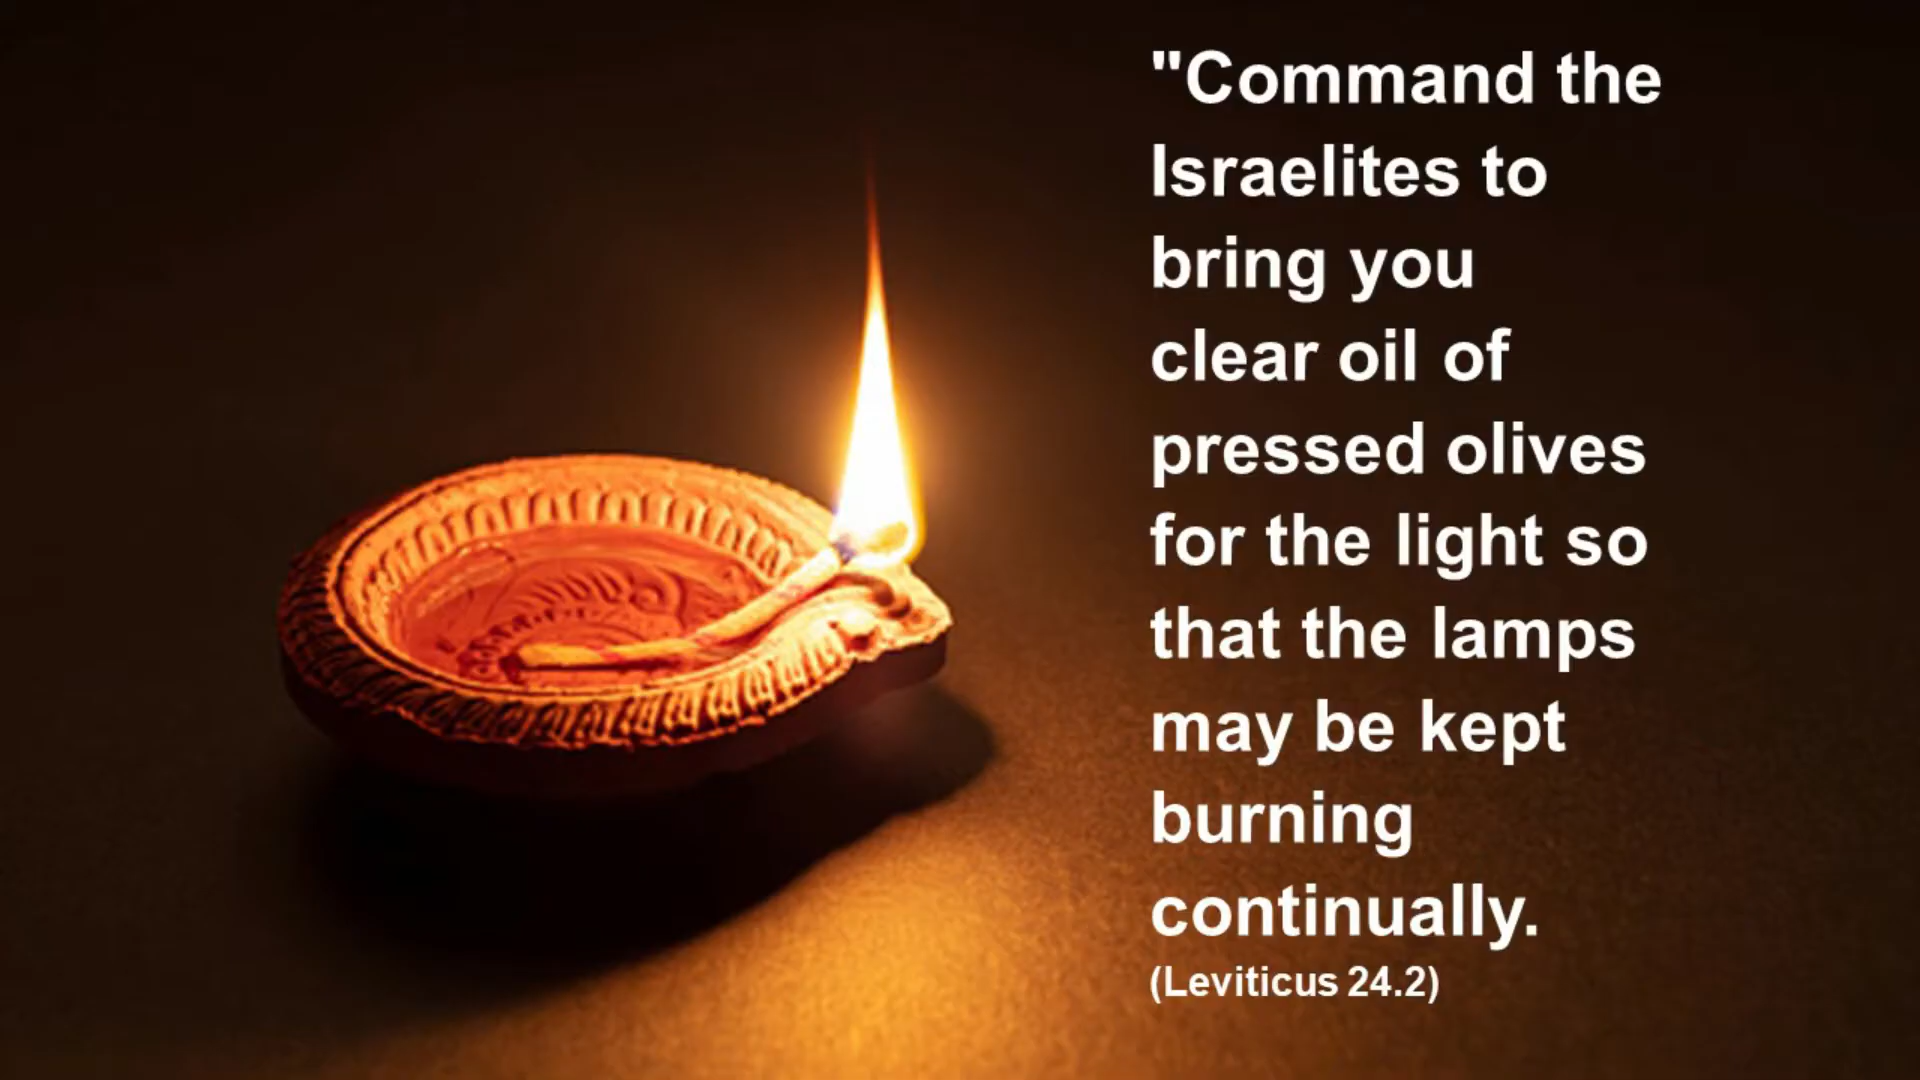 "Command the
Israelites to
bring you
clear oil of
pressed olives
for the light so
that the lamps
may be kept
burning
continually.
(Leviticus 24.2)